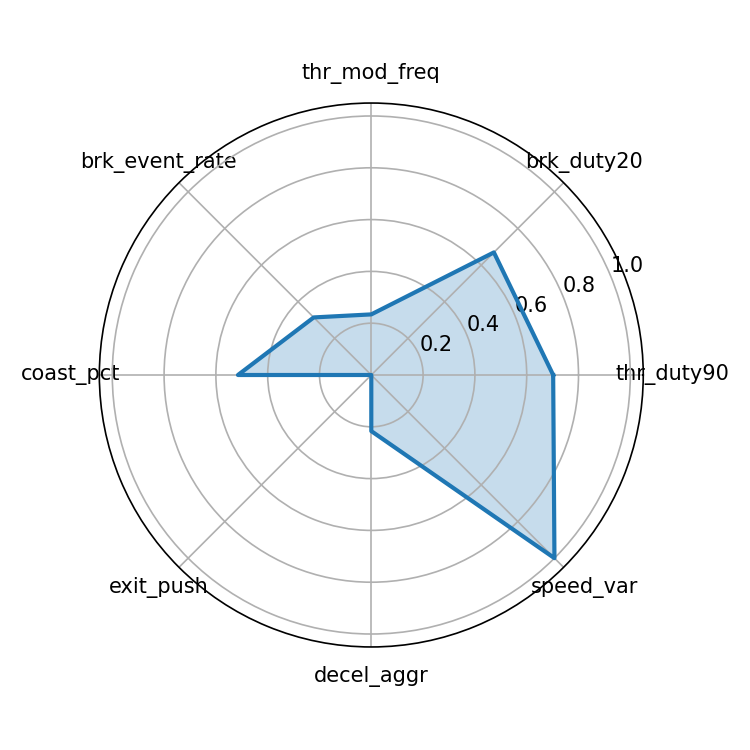 thr_mod_freq
brk_event_rate
brk_duty20
1.0
0.8
0.6
0.4
0.2
coast_pct
thr_duty90
exit_push
speed_var
decel_aggr